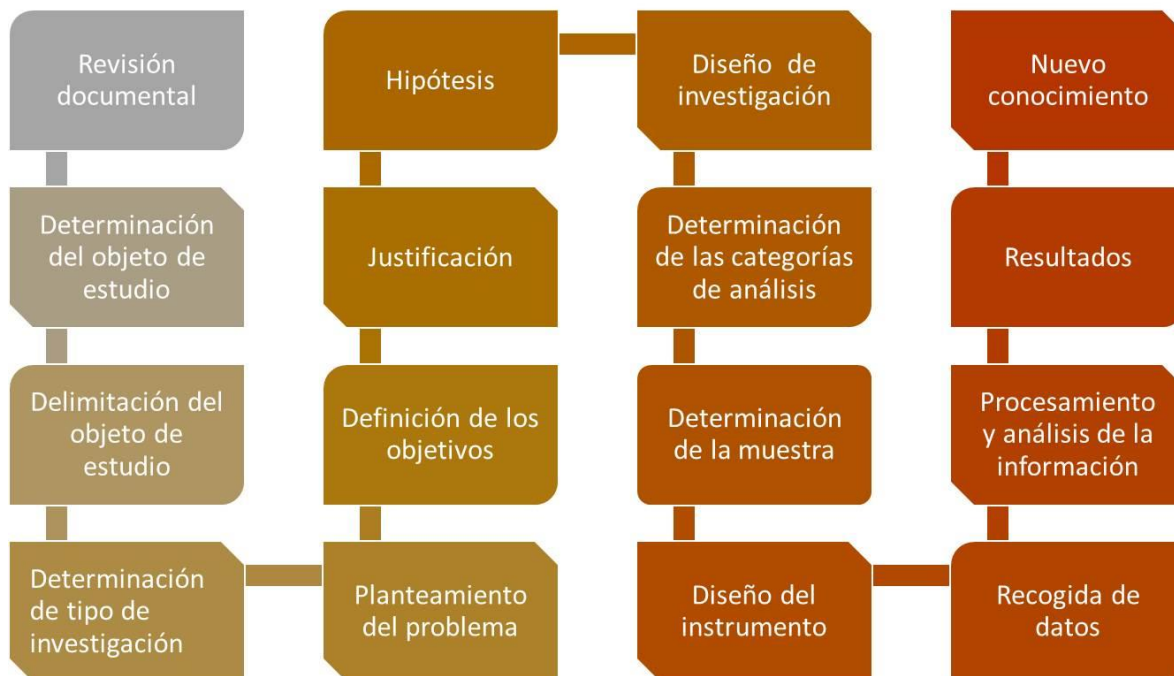 Revisión
documental
Determinación
del objeto de
estudio
Delimitación del
objeto de
estudio
Determinación
de tipo de
investigación
Planteamiento
del problema
Definición de los
objetivos
Justificación
Hipótesis
Diseño de
investigación
Determinación
de las categorías
de análisis
Determinación
de la muestra
Diseño del
instrumento
Recogida de
datos
Procesamiento
y análisis de la
información
Resultados
Nuevo
conocimiento